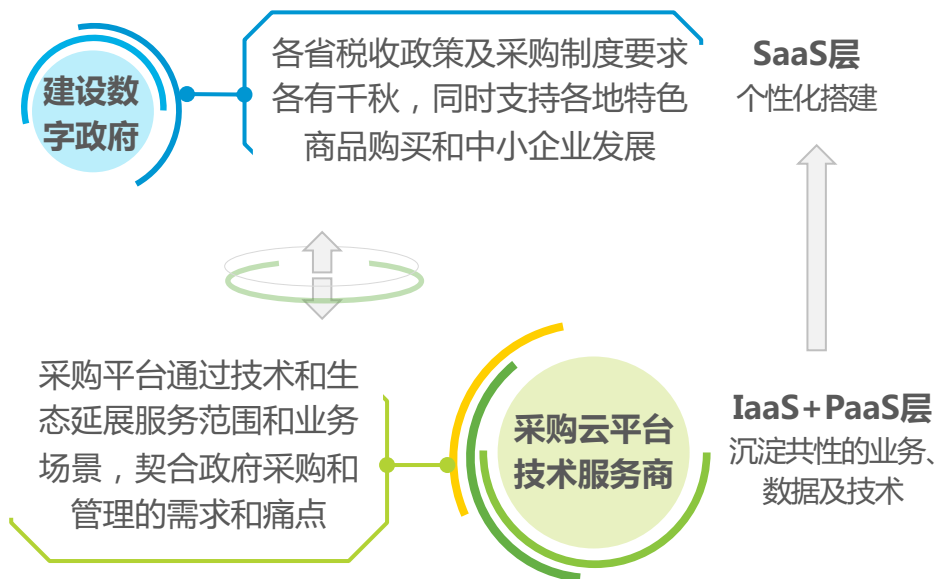 建设数
字政府
各省税收政策及采购制度要求
各有千秋，同时支持各地特色
商品购买和中小企业发展
SaaS层
个性化搭建
采购平台通过技术和生
态延展服务范围和业务
场景，契合政府采购和
管理的需求和痛点
采购云平台
技术服务商
IaaS+PaaS层
沉淀共性的业务、
数据及技术